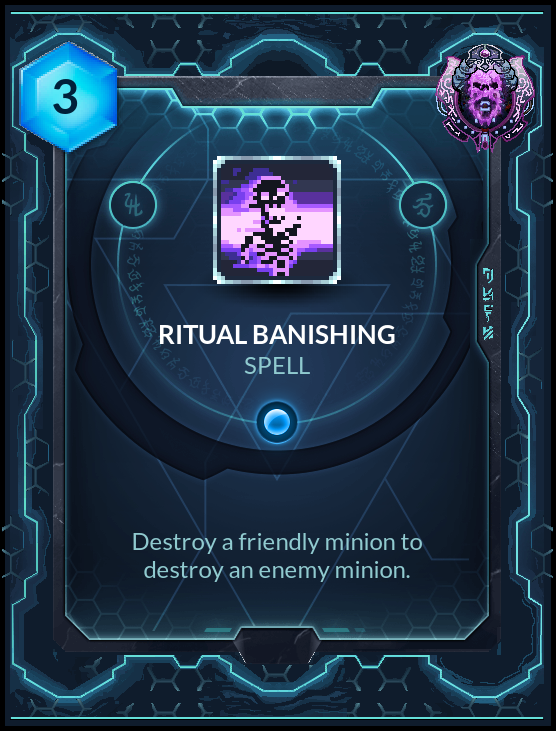 3
RITUAL BANISHING
SPELL
Destroy a friendly minion to
destroy an enemy minion.